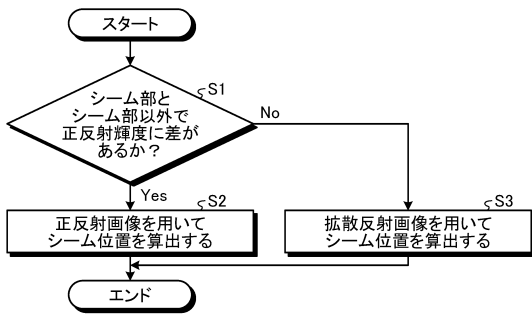 スタート
シーム部と
シーム部以外で
正反射輝度に差が
あるか？
S1
No
Yes
S2
正反射画像を用いて
シーム位置を算出する
S3
拡散反射画像を用いて
シーム位置を算出する
エンド